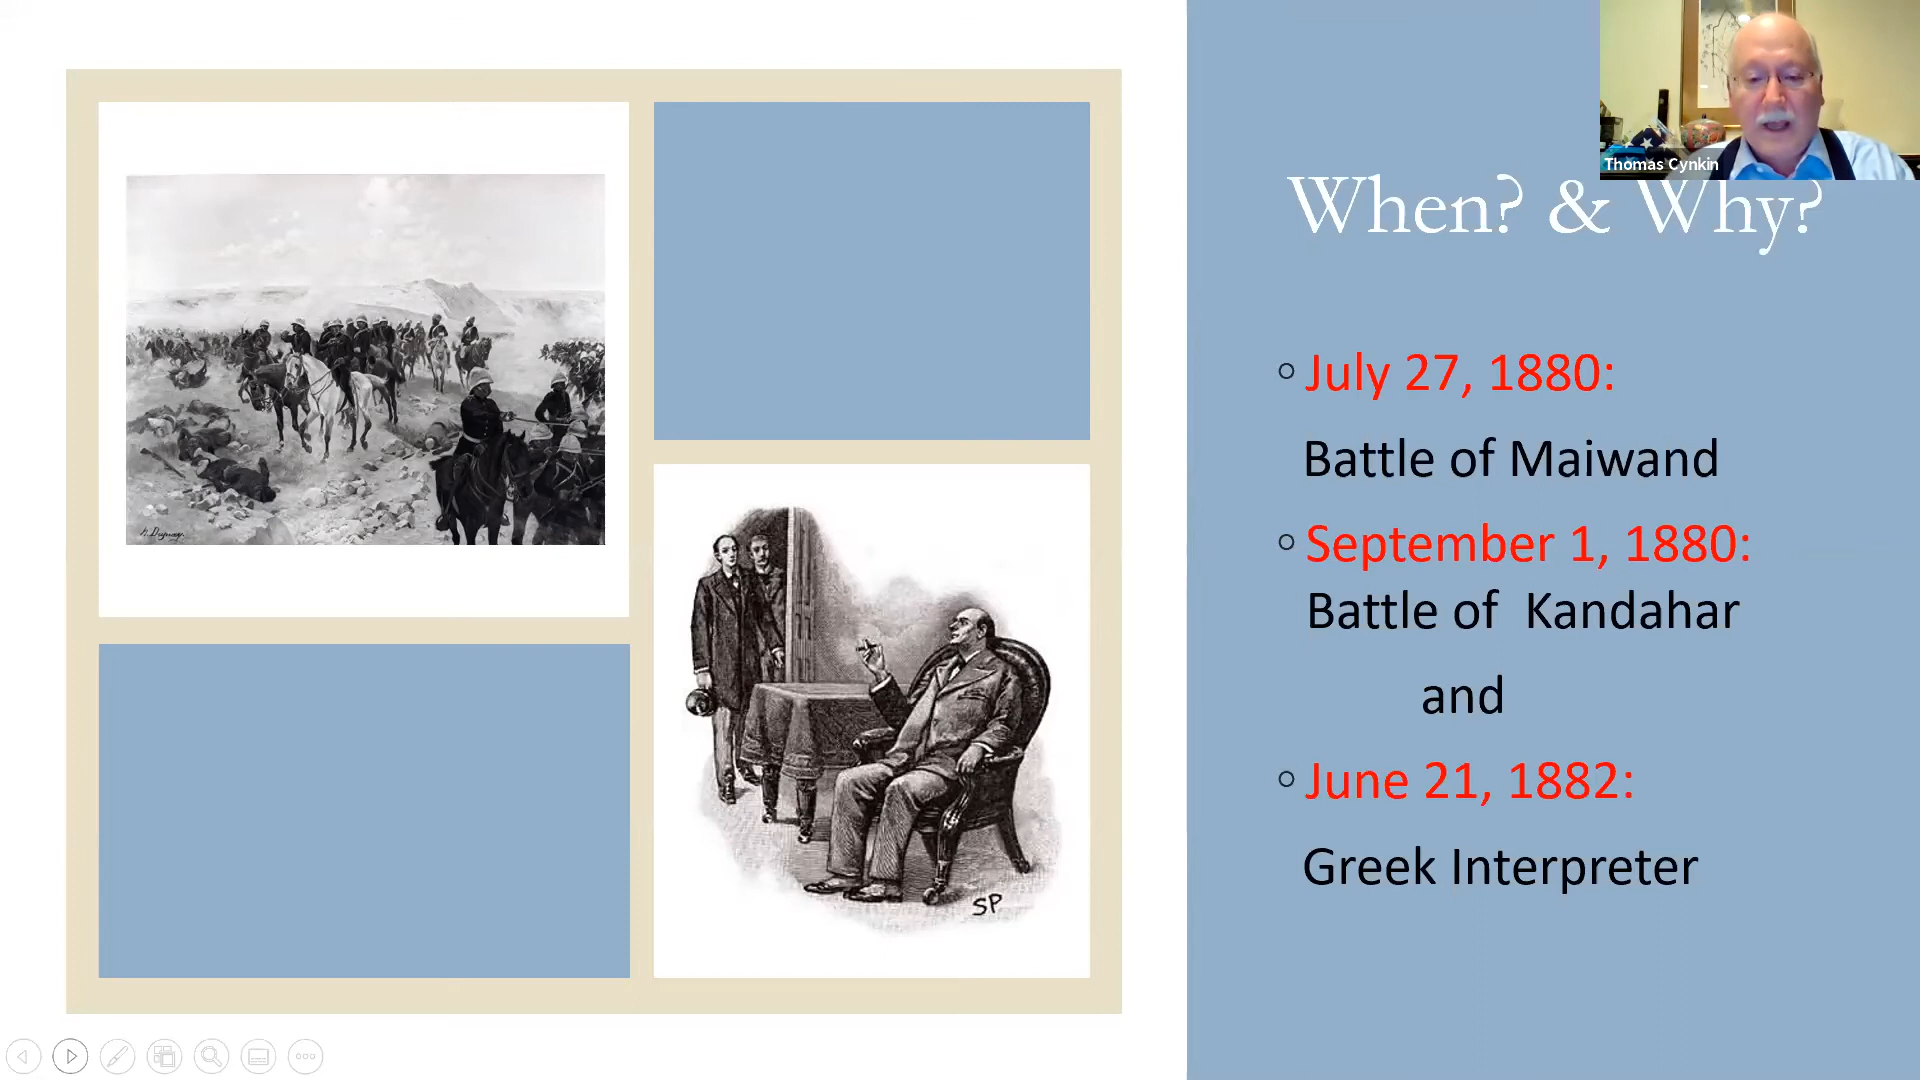 Thomas Cynkin
When? & Why?
July 27, 1880:
Battle of Maiwand
September 1, 1880:
Battle of Kandahar
and
June 21, 1882:
Greek Interpreter
SP